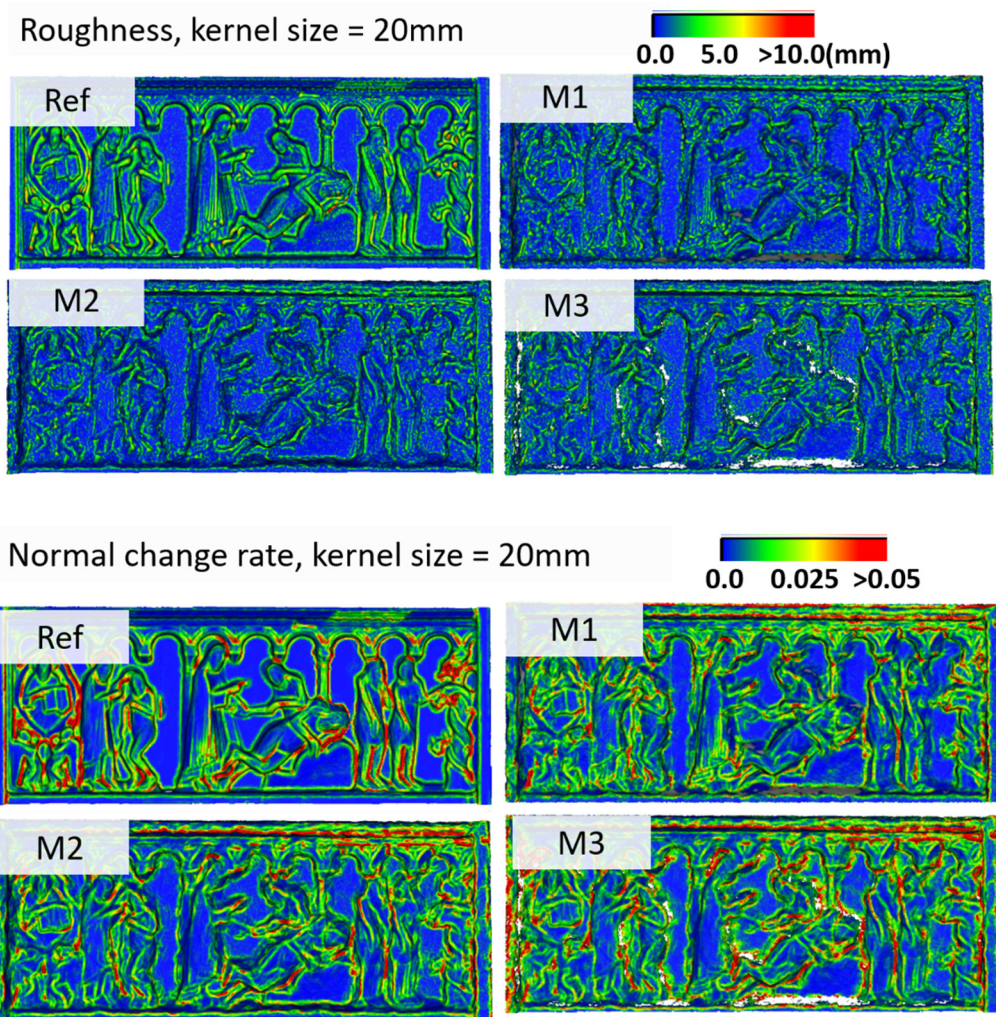 Roughness, kernel size = 20mm
0.0 5.0 >10.0(mm)
Ref
M1
M2
M3
Normal change rate, kernel size = 20mm
0.0 0.025 >0.05
Ref
M1
M2
M3